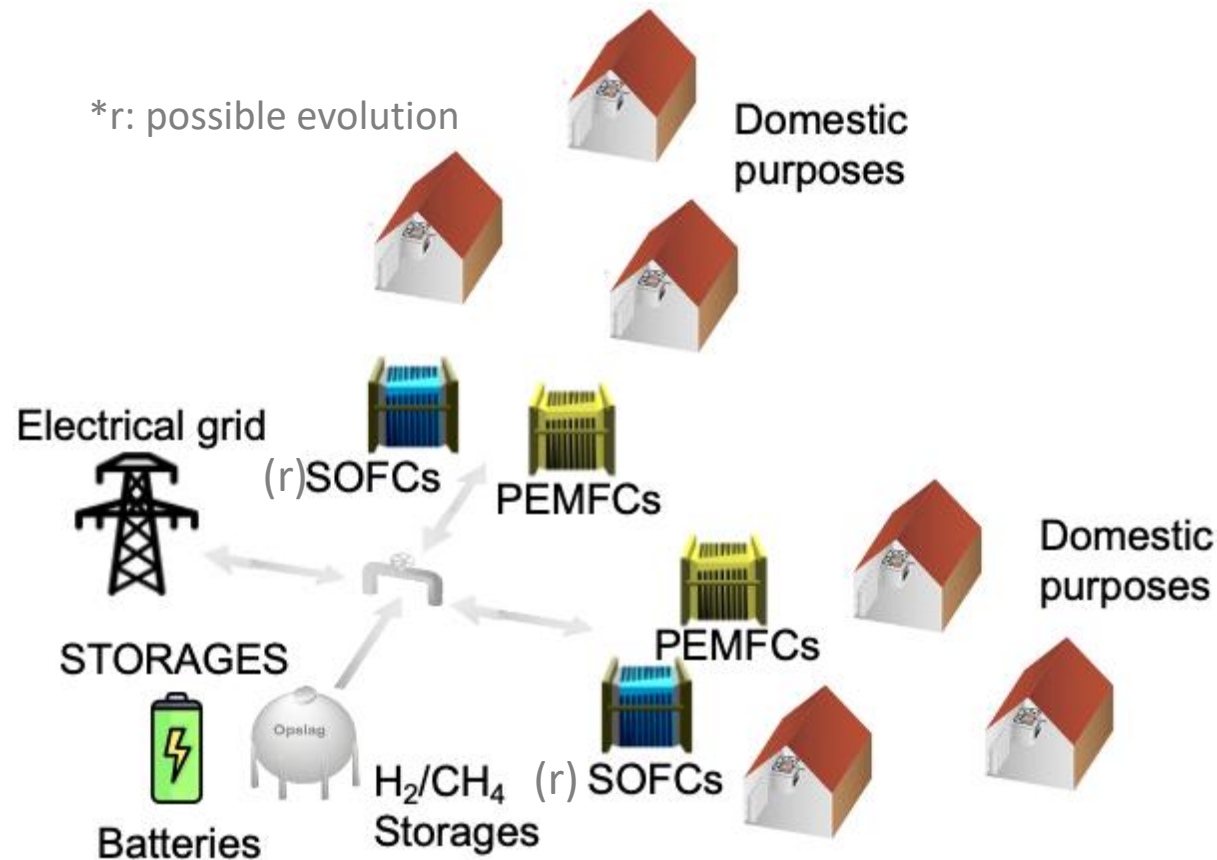 *r: possible evolution
Domestic
purposes
Electrical grid
(r)
SOFCs
PEMFCs
Domestic
purposes
PEMFCs
STORAGES
Opslag
(r)
SOFCs
H₂/CH₄
Storages
Batteries